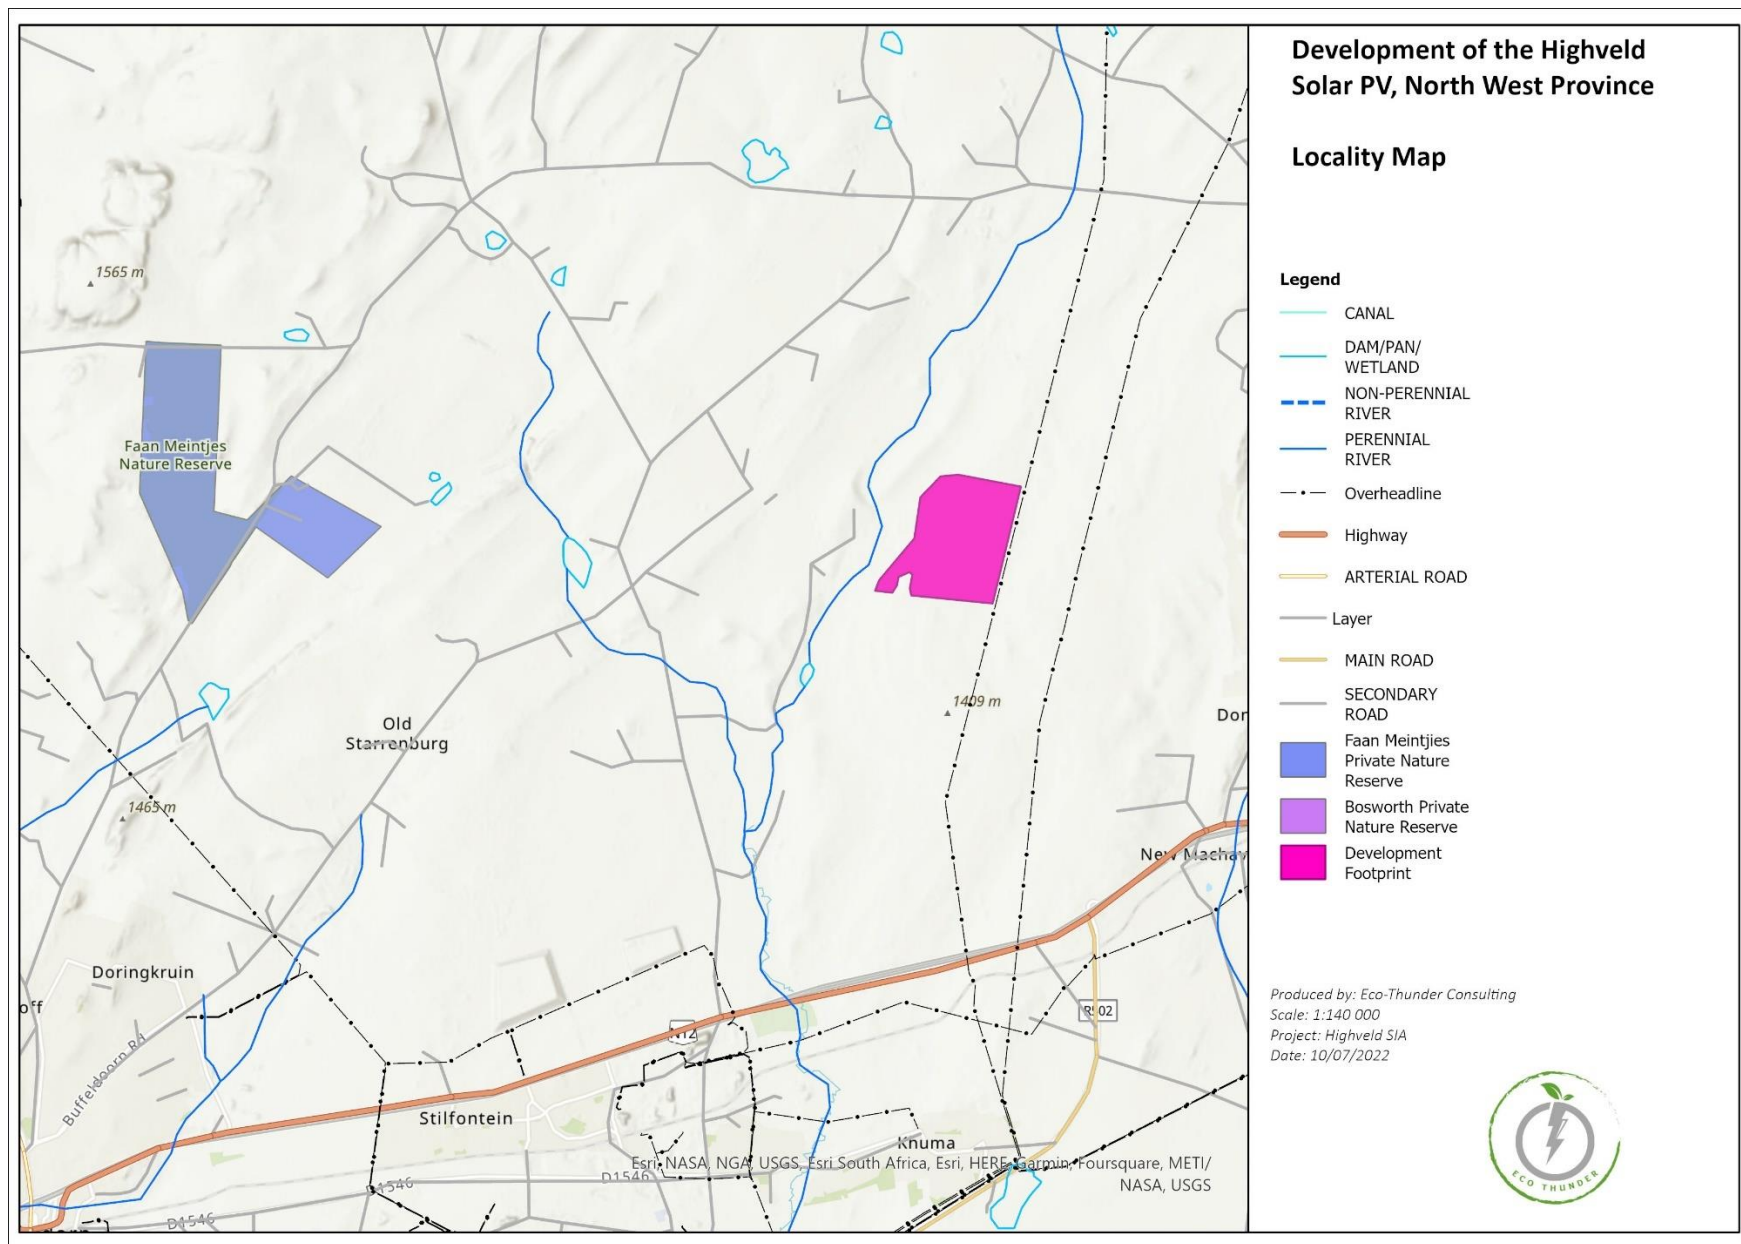 Development of the Highveld
Solar PV, North West Province
Locality Map
Legend
CANAL
DAM/PAN/
WETLAND
NON-PERENNIAL
RIVER
PERENNIAL
RIVER
Overheadline
Highway
ARTERIAL ROAD
Layer
MAIN ROAD
SECONDARY
ROAD
Faan Meintjies
Private Nature
Reserve
Bosworth Private
Nature Reserve
Development
Footprint
Produced by: Eco-Thunder Consulting
Scale: 1:140 000
Project: Highveld SIA
Date: 10/07/2022
ECO THUNDER
1565 m
Faan Meintjes
Nature Reserve
Old
Starrenburg
1409 m
Dor
1465 m
New Machav
Doringkruin
off
R502
N12
Buffeldoorn Rd
Stilfontein
Khuma
Esri, NASA, NGA, USGS, Esri South Africa, Esri, HERE, Garmin, Foursquare, METI/
NASA, USGS
D1546
D1546
D1546